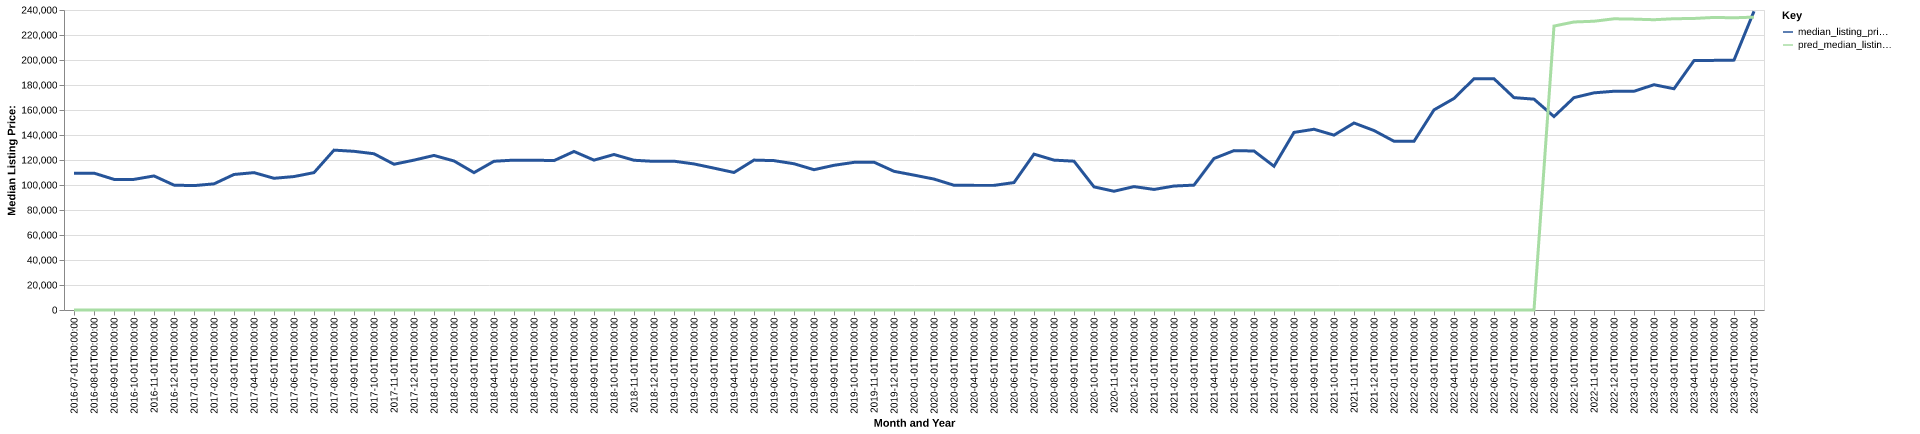 240,000
220,000
200,000
180,000
160,000
140,000
120,000
100,000
80,000
60,000
40,000
20,000
0
Median Listing Price:
2016-07-01T00:00:00
2016-08-01T00:00:00
2016-09-01T00:00:00
2016-10-01T00:00:00
2016-11-01T00:00:00
2016-12-01T00:00:00
2017-01-01T00:00:00
2017-02-01T00:00:00
2017-03-01T00:00:00
2017-04-01T00:00:00
2017-05-01T00:00:00
2017-06-01T00:00:00
2017-07-01T00:00:00
2017-08-01T00:00:00
2017-09-01T00:00:00
2017-10-01T00:00:00
2017-11-01T00:00:00
2017-12-01T00:00:00
2018-01-01T00:00:00
2018-02-01T00:00:00
2018-03-01T00:00:00
2018-04-01T00:00:00
2018-05-01T00:00:00
2018-06-01T00:00:00
2018-07-01T00:00:00
2018-08-01T00:00:00
2018-09-01T00:00:00
2018-10-01T00:00:00
2018-11-01T00:00:00
2018-12-01T00:00:00
2019-01-01T00:00:00
2019-02-01T00:00:00
2019-03-01T00:00:00
2019-04-01T00:00:00
2019-05-01T00:00:00
2019-06-01T00:00:00
2019-07-01T00:00:00
2019-08-01T00:00:00
2019-09-01T00:00:00
2019-10-01T00:00:00
2019-11-01T00:00:00
2019-12-01T00:00:00
2020-01-01T00:00:00
2020-02-01T00:00:00
2020-03-01T00:00:00
2020-04-01T00:00:00
2020-05-01T00:00:00
2020-06-01T00:00:00
2020-07-01T00:00:00
2020-08-01T00:00:00
2020-09-01T00:00:00
2020-10-01T00:00:00
2020-11-01T00:00:00
2020-12-01T00:00:00
2021-01-01T00:00:00
2021-02-01T00:00:00
2021-03-01T00:00:00
2021-04-01T00:00:00
2021-05-01T00:00:00
2021-06-01T00:00:00
2021-07-01T00:00:00
2021-08-01T00:00:00
2021-09-01T00:00:00
2021-10-01T00:00:00
2021-11-01T00:00:00
2021-12-01T00:00:00
2022-01-01T00:00:00
2022-02-01T00:00:00
2022-03-01T00:00:00
2022-04-01T00:00:00
2022-05-01T00:00:00
2022-06-01T00:00:00
2022-07-01T00:00:00
2022-08-01T00:00:00
2022-09-01T00:00:00
2022-10-01T00:00:00
2022-11-01T00:00:00
2022-12-01T00:00:00
2023-01-01T00:00:00
2023-02-01T00:00:00
2023-03-01T00:00:00
2023-04-01T00:00:00
2023-05-01T00:00:00
2023-06-01T00:00:00
2023-07-01T00:00:00
Month and Year
Key
median_listing_pri…
pred_median_listin…